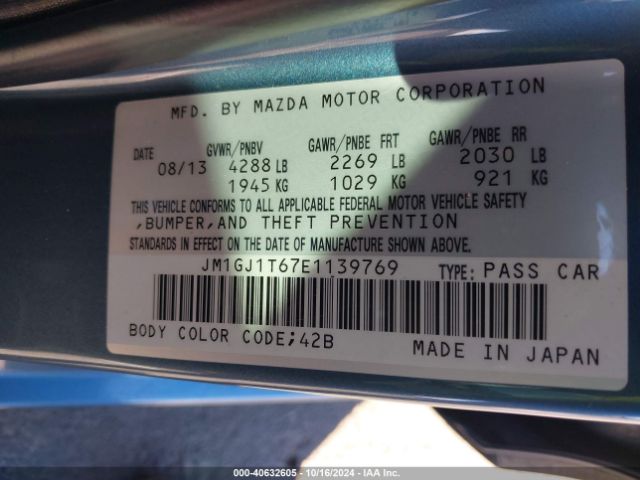 MFD. BY MAZDA MOTOR CORPORATION
DATE GVWR/PNBV GAWR/PNBE FRT GAWR/PNBE RR
08/13 4288 LB 2269 LB 2030 LB
1945 KG 1029 KG 921 KG
THIS VEHICLE CONFORMS TO ALL APPLICABLE FEDERAL MOTOR VEHICLE SAFETY
,BUMPER,AND THEFT PREVENTION
STANDARDS IN EFFECT ON THE DATE OF MANUFACTURE SHOWN ABOVE.
JM1GJ1T67E1139769 TYPE: PASS CAR
BODY COLOR CODE;42B MADE IN JAPAN
000-40632605 - 10/16/2024 - IAA Inc.